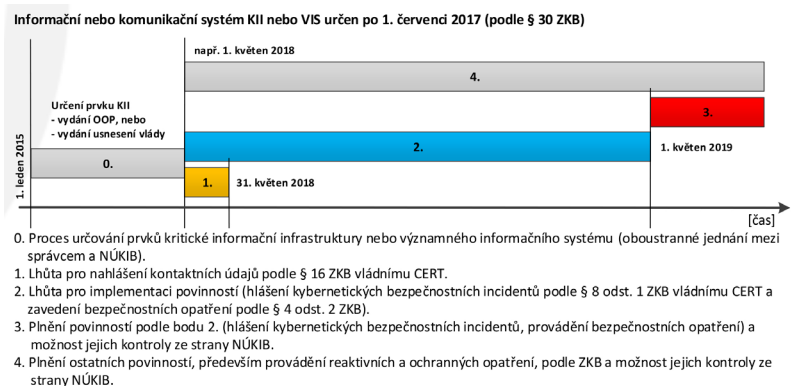 Informační nebo komunikační systém KII nebo VIS určen po 1. červenci 2017 (podle § 30 ZKB)
např. 1. květen 2018
4.
Určení prvku KII
- vydání OOP, nebo
- vydání usnesení vlády
3.
1. leden 2015
2.
1. květen 2019
0.
1.
31. květen 2018
[čas]
0. Proces určování prvků kritické informační infrastruktury nebo významného informačního systému (oboustranné jednání mezi
správcem a NÚKIB).
1. Lhůta pro nahlášení kontaktních údajů podle § 16 ZKB vládnímu CERT.
2. Lhůta pro implementaci povinností (hlášení kybernetických bezpečnostních incidentů podle § 8 odst. 1 ZKB vládnímu CERT a
zavedení bezpečnostních opatření podle § 4 odst. 2 ZKB).
3. Plnění povinností podle bodu 2. (hlášení kybernetických bezpečnostních incidentů, provádění bezpečnostních opatření) a
možnost jejich kontroly ze strany NÚKIB.
4. Plnění ostatních povinností, především provádění reaktivních a ochranných opatření, podle ZKB a možnost jejich kontroly ze
strany NÚKIB.